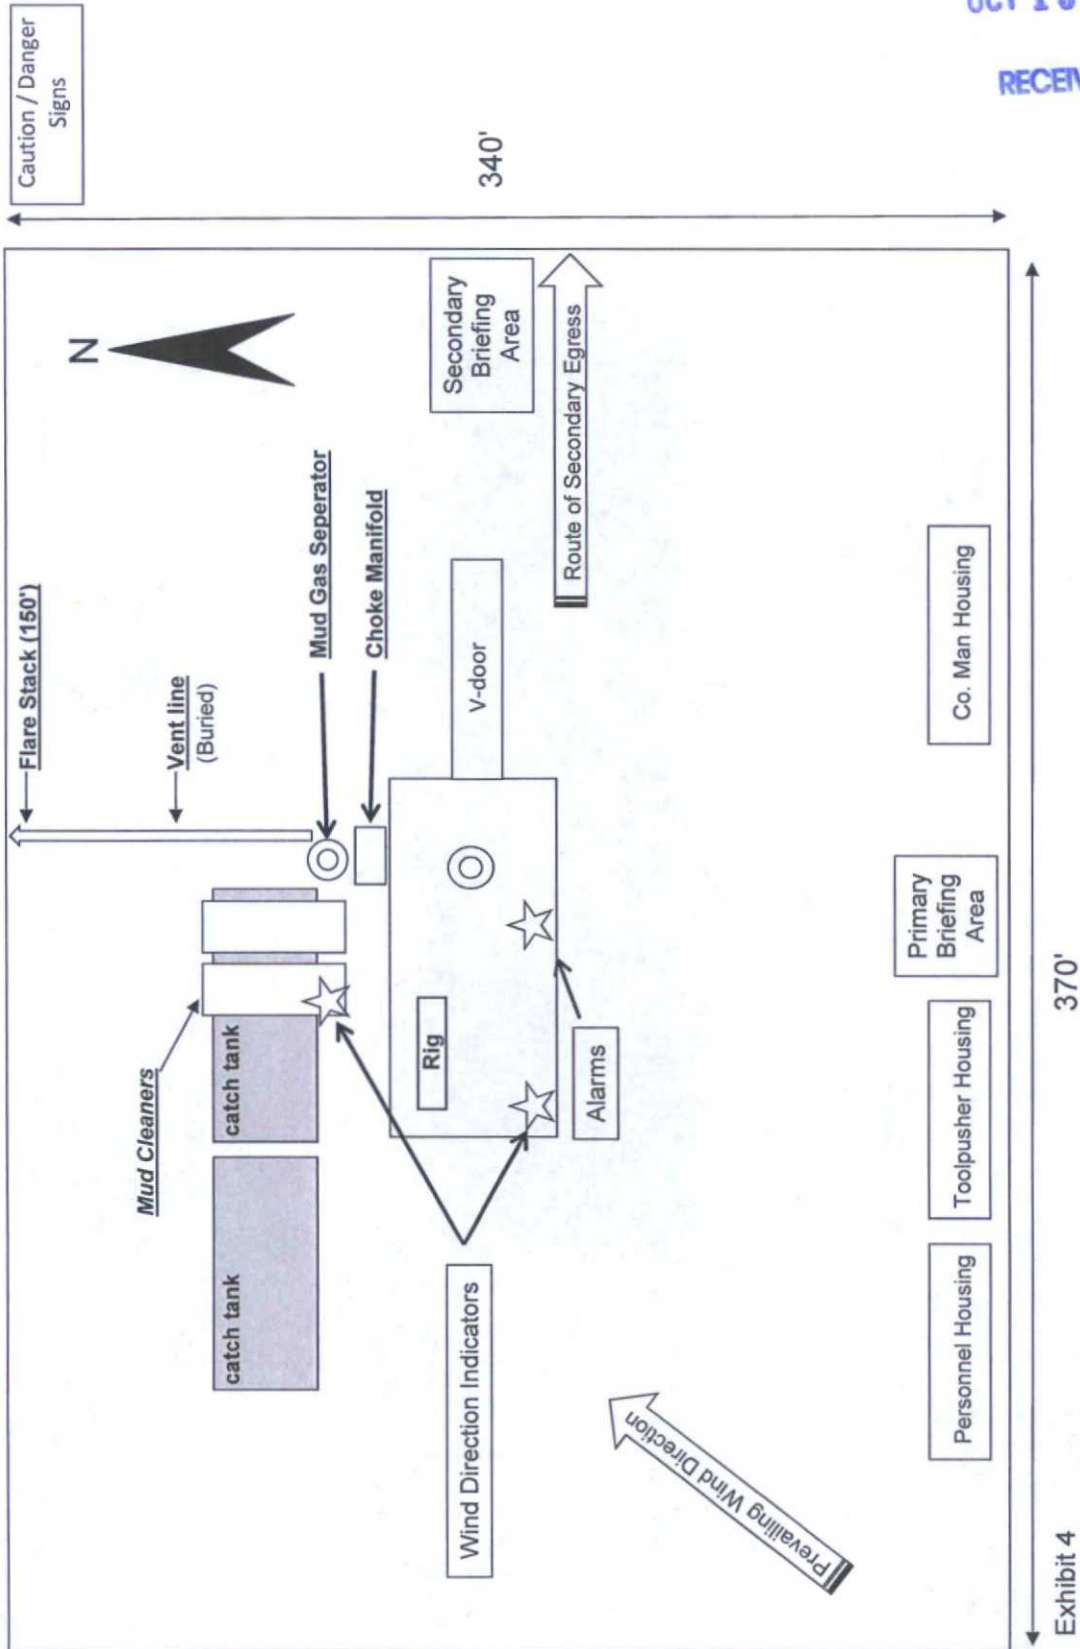 Caution / Danger
Signs
OCT
RECEIV
340'
N
Flare Stack (150')
Vent line
(Buried)
Mud Gas Seperator
Choke Manifold
Secondary
Briefing
Area
Route of Secondary Egress
V-door
Mud Cleaners
catch tank
catch tank
Rig
Alarms
Wind Direction Indicators
Prevailing Wind Direction
Co. Man Housing
Primary
Briefing
Area
Toolpusher Housing
Personnel Housing
370'
Exhibit 4